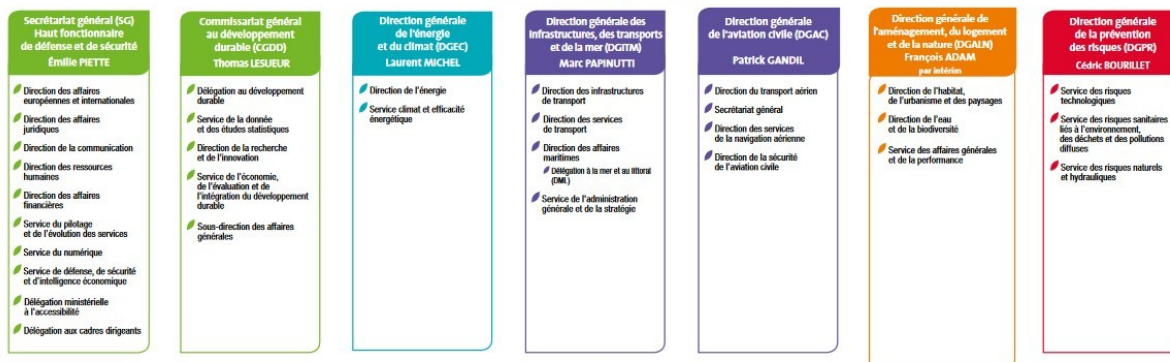 Secrétariat général (SG)
Haut fonctionnaire
de défense et de sécurité
Émilie PIETTE
Direction des affaires
européennes et internationales
Direction des affaires
juridiques
Direction de la communication
Direction des ressources
humaines
Direction des affaires
financières
Service du pilotage
et de l'évolution des services
Service du numérique
Service de défense, de sécurité
et d'intelligence économique
Délégation ministérielle
à l'accessibilité
Délégation aux cadres dirigeants
Commissariat général
au développement
durable (CGDD)
Thomas LESUEUR
Délégation au développement
durable
Service de la donnée
et des études statistiques
Direction de la recherche
et de l'innovation
Service de l'économie,
de l'évaluation et de
l'intégration du développement
durable
Sous-direction des affaires
générales
Direction générale
de l'énergie
et du climat (DGEC)
Laurent MICHEL
Direction de l'énergie
Service climat et efficacité
énergétique
Direction générale des
Infrastructures, des transports
et de la mer (DGITM)
Marc PAPINUTTI
Direction des infrastructures
de transport
Direction des services
de transport
Direction des affaires
maritimes
Délégation à la mer et au littoral
(DML)
Service de l'administration
générale et de la stratégie
Direction générale
de l'aviation civile (DGAC)
Patrick GANDIL
Direction du transport aérien
Secrétariat général
Direction des services
de la navigation aérienne
Direction de la sécurité
de l'aviation civile
Direction générale de
l'aménagement, du logement
et de la nature (DGALN)
François ADAM
par intérim
Direction de l'habitat,
de l'urbanisme et des paysages
Direction de l'eau
et de la biodiversité
Service des affaires générales
et de la performance
Direction générale
de la prévention
des risques (DGPR)
Cédric BOURILLET
Service des risques
technologiques
Service des risques sanitaires
liés à l'environnement,
des déchets et des pollutions
diffuses
Service des risques naturels
et hydrauliques